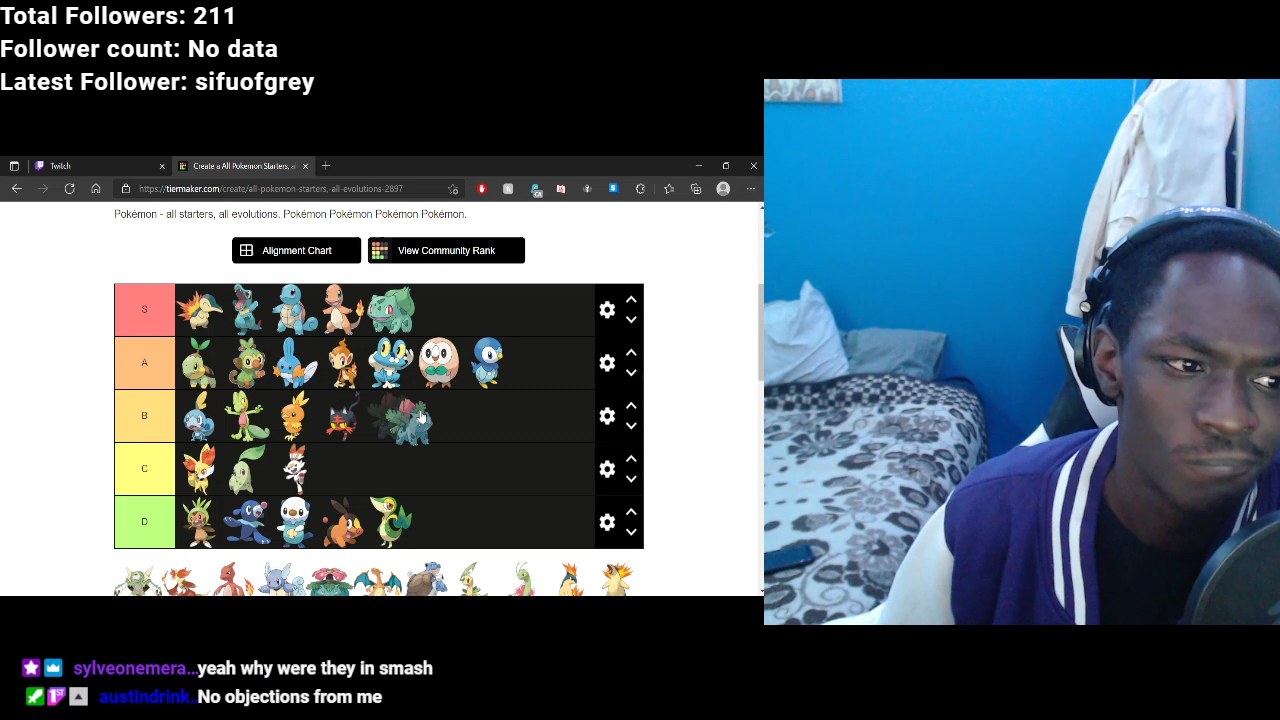 Total Followers: 211
Follower count: No data
Latest Follower: sifuofgrey
Twitch
Create a All Pokemon Starters, a
https://tiermaker.com/create/all-pokemon-starters,-all-evolutions-2897
Pokémon - all starters, all evolutions. Pokémon Pokémon Pokémon Pokémon.
Alignment Chart
View Community Rank
S
A
B
C
D
sylveonemera... yeah why were they in smash
austindrink.. No objections from me